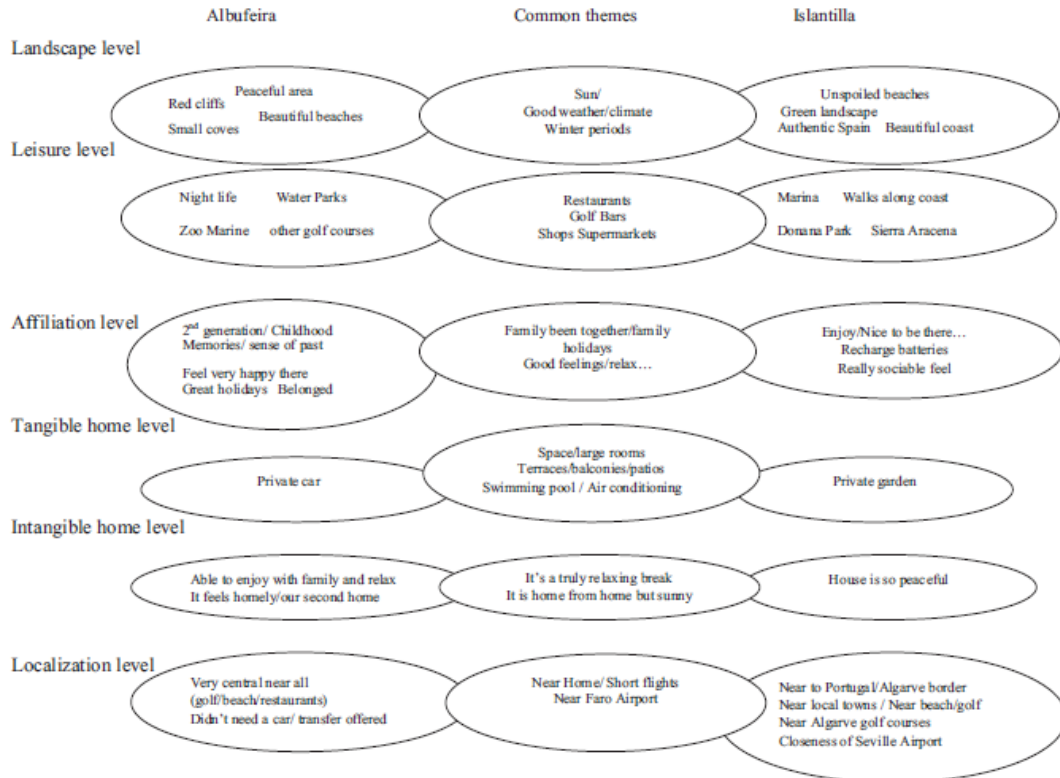 Albufeira
Common themes
Islantilla
Landscape level
Peaceful area
Red cliffs
Beautiful beaches
Small coves
Sun/
Good weather/climate
Winter periods
Unspoiled beaches
Green landscape
Authentic Spain Beautiful coast
Leisure level
Night life Water Parks
Zoo Marine other golf courses
Restaurants
Golf Bars
Shops Supermarkets
Marina Walks along coast
Donana Park Sierra Aracena
Affiliation level
2nd generation/ Childhood
Memories/ sense of past
Feel very happy there
Great holidays Belonged
Family been together/family
holidays
Good feelings/relax…
Enjoy/Nice to be there…
Recharge batteries
Really sociable feel
Tangible home level
Private car
Space/large rooms
Terraces/balconies/patios
Swimming pool / Air conditioning
Private garden
Intangible home level
Able to enjoy with family and relax
It feels homely/our second home
It's a truly relaxing break
It is home from home but sunny
House is so peaceful
Localization level
Very central near all
(golf/beach/restaurants)
Didn't need a car/ transfer offered
Near Home/ Short flights
Near Faro Airport
Near to Portugal/Algarve border
Near local towns / Near beach/golf
Near Algarve golf courses
Closeness of Seville Airport